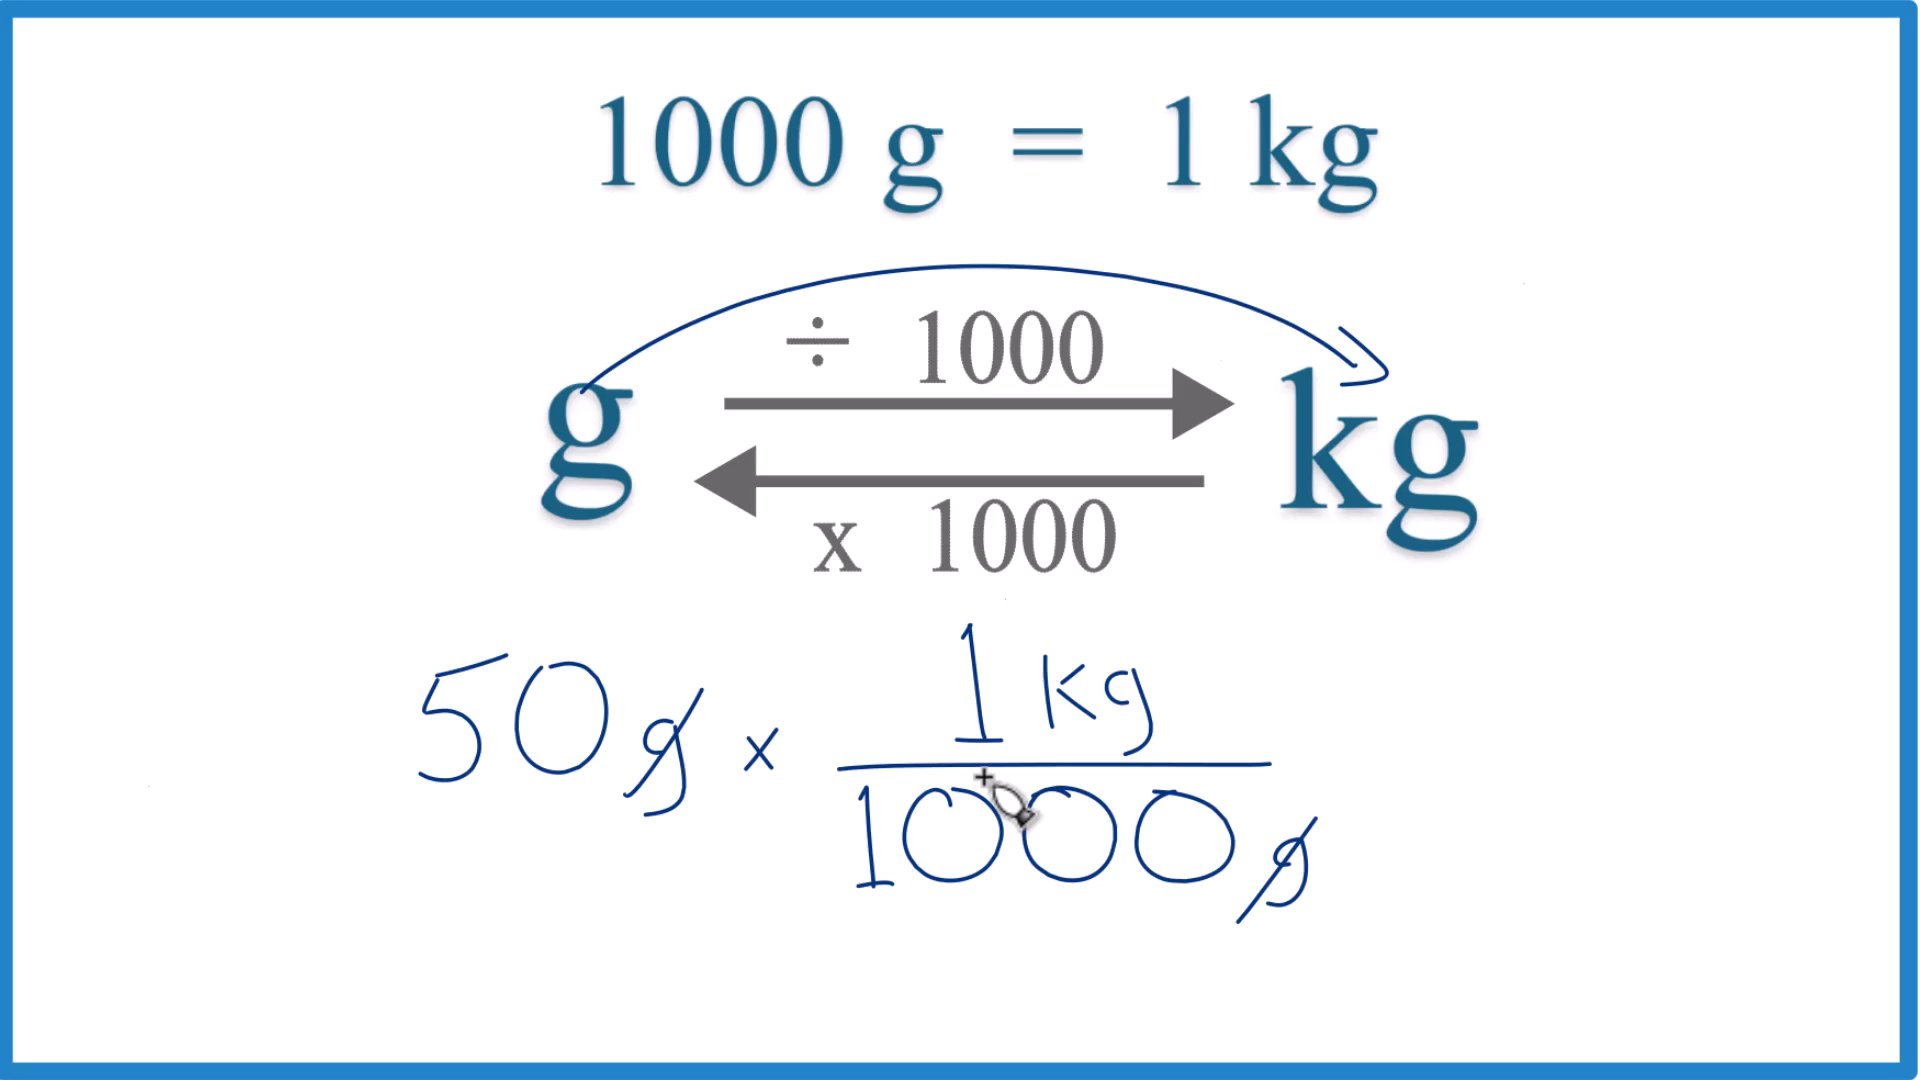 1000 g = 1 kg
÷ 1000
g kg
x 1000
1 kg
50 g x
1000 g